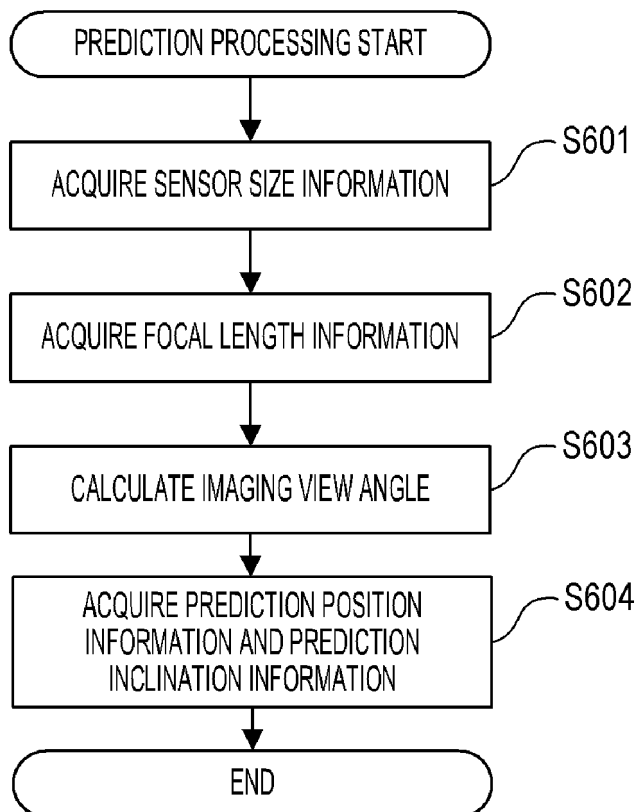 PREDICTION PROCESSING START
S601
ACQUIRE SENSOR SIZE INFORMATION
S602
ACQUIRE FOCAL LENGTH INFORMATION
S603
CALCULATE IMAGING VIEW ANGLE
S604
ACQUIRE PREDICTION POSITION
INFORMATION AND PREDICTION
INCLINATION INFORMATION
END